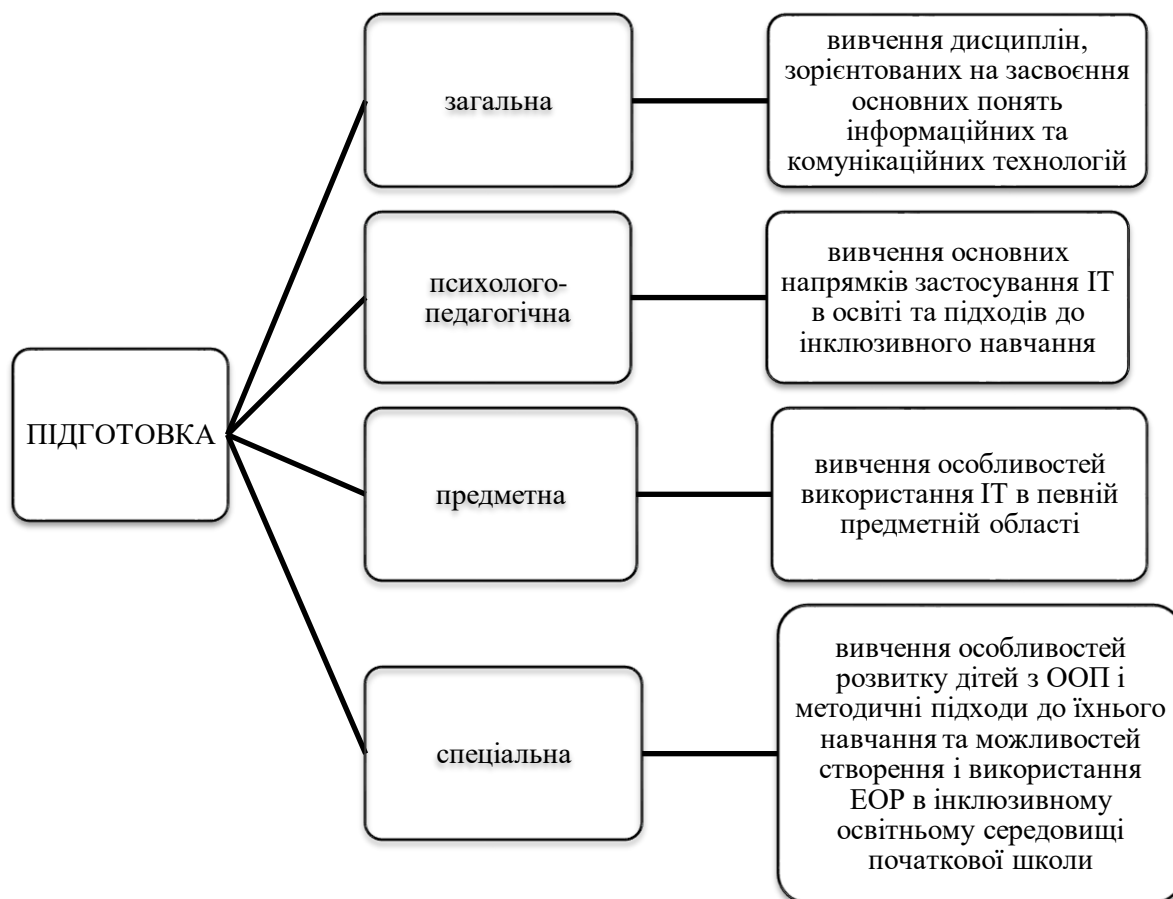 ПІДГОТОВКА
загальна
вивчення дисциплін,
зорієнтованих на засвоєння
основних понять
інформаційних та
комунікаційних технологій
психолого-
педагогічна
вивчення основних
напрямків застосування ІТ
в освіті та підходів до
інклюзивного навчання
предметна
вивчення особливостей
використання ІТ в певній
предметній області
спеціальна
вивчення особливостей
розвитку дітей з ООП і
методичні підходи до їхнього
навчання та можливостей
створення і використання
ЕОР в інклюзивному
освітньому середовищі
початкової школи